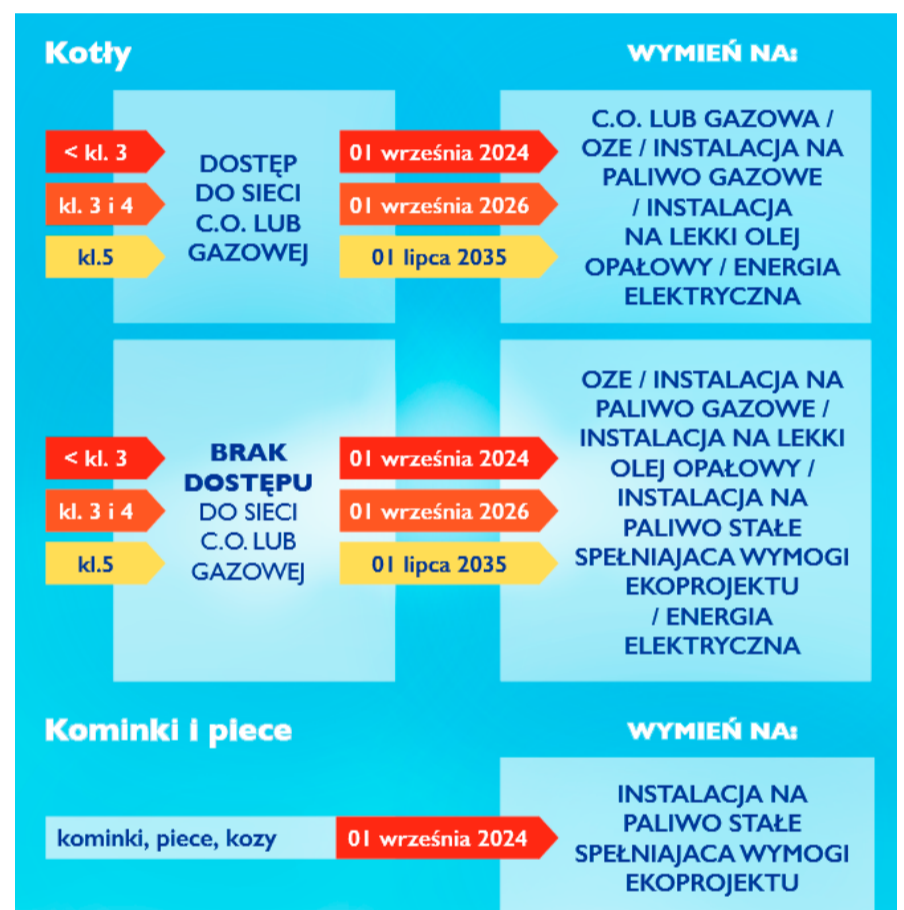 Kotły
WYMIEŃ NA:
< kl. 3
kl. 3 i 4
kl.5
DOSTĘP
DO SIECI
C.O. LUB
GAZOWEJ
01 września 2024
01 września 2026
01 lipca 2035
C.O. LUB GAZOWA /
OZE / INSTALACJA NA
PALIWO GAZOWE
/ INSTALACJA
NA LEKKI OLEJ
OPAŁOWY / ENERGIA
ELEKTRYCZNA
< kl. 3
kl. 3 i 4
kl.5
BRAK
DOSTĘPU
DO SIECI
C.O. LUB
GAZOWEJ
01 września 2024
01 września 2026
01 lipca 2035
OZE / INSTALACJA NA
PALIWO GAZOWE /
INSTALACJA NA LEKKI
OLEJ OPAŁOWY /
INSTALACJA NA
PALIWO STAŁE
SPEŁNIAJACA WYMOGI
EKOPROJEKTU
/ ENERGIA
ELEKTRYCZNA
Kominki i piece
WYMIEŃ NA:
kominki, piece, kozy
01 września 2024
INSTALACJA NA
PALIWO STAŁE
SPEŁNIAJACA WYMOGI
EKOPROJEKTU